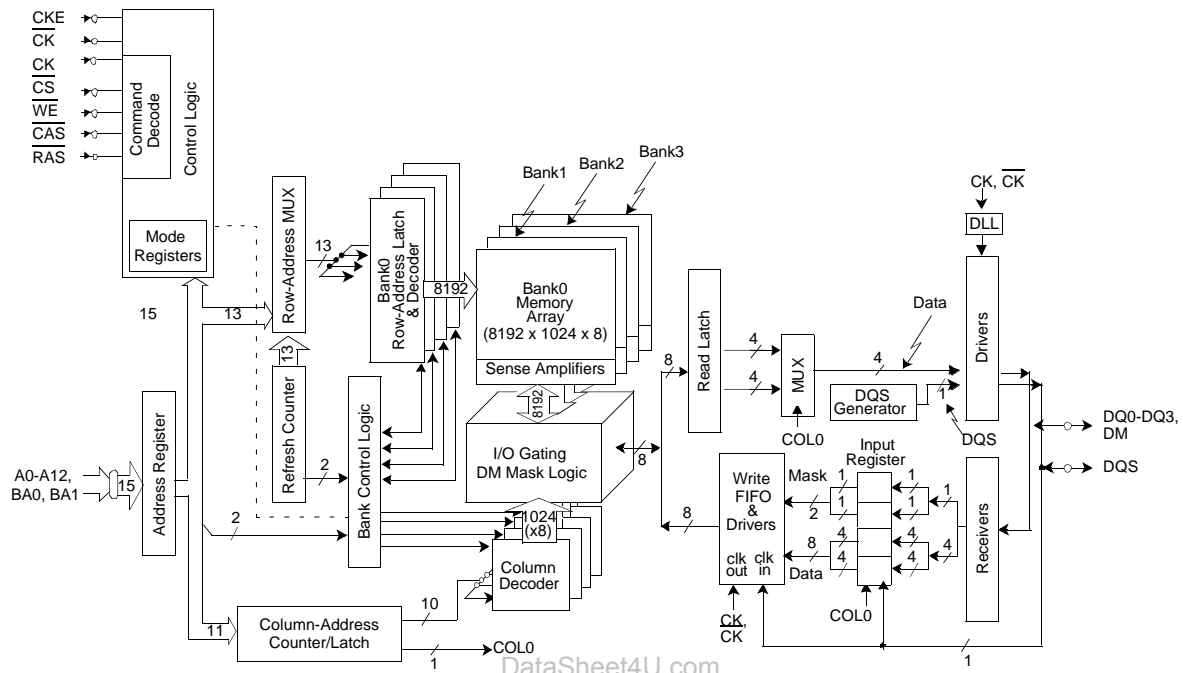 CKE
CK
CK
CS
WE
CAS
RAS
Command
Decode
Control Logic
Mode
Registers
15
13
13
Row-Address MUX
13
Refresh Counter
2
2
Bank0
Row-Address Latch
& Decoder
8192
Bank1
Bank2
Bank3
Bank0
Memory
Array
(8192 x 1024 x 8)
Sense Amplifiers
8192
I/O Gating
DM Mask Logic
8
Bank Control Logic
1024
(x8)
Column
Decoder
A0-A12,
BA0, BA1
15
Address Register
11
Column-Address
Counter/Latch
10
1
COL0
8
Read Latch
4
4
MUX
COL0
4
Data
DQS
Generator
1
DQS
CK, CK
DLL
Drivers
DQ0-DQ3,
DM
DQS
Input
Register
Write
FIFO
&
Drivers
clk
out
clk
in
8
Mask
2
8
Data
1
1
4
4
1
1
4
4
1
4
Receivers
COL0
CK,
CK
1
DataSheet4U.com